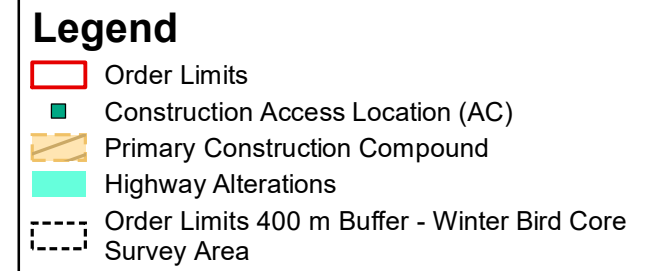 Legend
Order Limits
Construction Access Location (AC)
Primary Construction Compound
Highway Alterations
Order Limits 400 m Buffer - Winter Bird Core
Survey Area